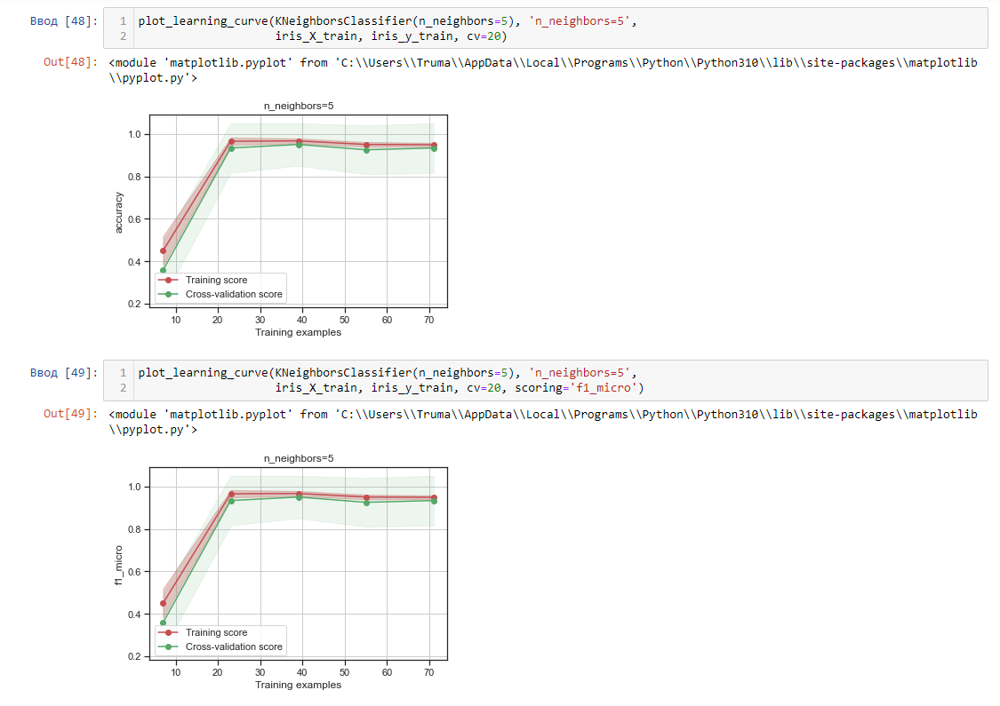 Ввод [48]:
1 plot_learning_curve(KNeighborsClassifier(n_neighbors=5), 'n_neighbors=5',
2 iris_X_train, iris_y_train, cv=20)
Out[48]: <module 'matplotlib.pyplot' from 'C:\\Users\\Truma\\AppData\\Local\\Programs\\Python\\Python310\\lib\\site-packages\\matplotlib
\\pyplot.py'>
n_neighbors=5
1.0
0.8
0.6
0.4
0.2
accuracy
Training score
Cross-validation score
10 20 30 40 50 60 70
Training examples
Ввод [49]:
1 plot_learning_curve(KNeighborsClassifier(n_neighbors=5), 'n_neighbors=5',
2 iris_X_train, iris_y_train, cv=20, scoring='f1_micro')
Out[49]: <module 'matplotlib.pyplot' from 'C:\\Users\\Truma\\AppData\\Local\\Programs\\Python\\Python310\\lib\\site-packages\\matplotlib
\\pyplot.py'>
n_neighbors=5
1.0
0.8
0.6
0.4
0.2
f1_micro
Training score
Cross-validation score
10 20 30 40 50 60 70
Training examples